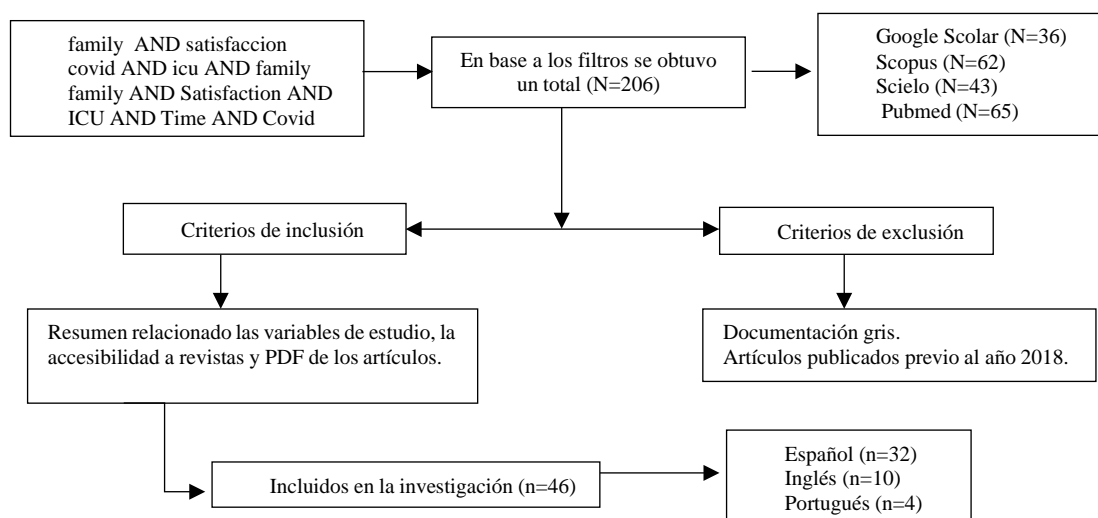 family AND satisfaccion
covid AND icu AND family
family AND Satisfaction AND
ICU AND Time AND Covid
En base a los filtros se obtuvo
un total (N=206)
Google Scolar (N=36)
Scopus (N=62)
Scielo (N=43)
Pubmed (N=65)
Criterios de inclusión
Criterios de exclusión
Resumen relacionado las variables de estudio, la
accesibilidad a revistas y PDF de los artículos.
Documentación gris.
Artículos publicados previo al año 2018.
Incluidos en la investigación (n=46)
Español (n=32)
Inglés (n=10)
Portugués (n=4)